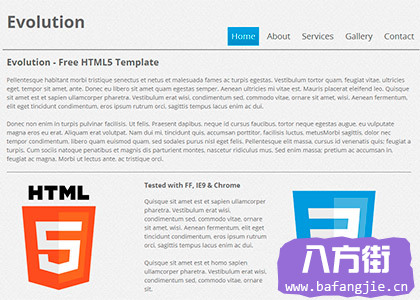 Evolution
Home About Services Gallery Contact
Evolution - Free HTML5 Template
Pellentesque habitant morbi tristique senectus et netus et malesuada fames ac turpis egestas. Vestibulum tortor quam, feugiat vitae, ultricies
eget, tempor sit amet, ante. Donec eu libero sit amet quam egestas semper. Aenean ultricies mi vitae est. Mauris placerat eleifend leo. Quisque
sit amet est et sapien ullamcorper pharetra. Vestibulum erat wisi, condimentum sed, commodo vitae, ornare sit amet, wisi. Aenean fermentum,
elit eget tincidunt condimentum, eros ipsum rutrum orci, sagittis tempus lacus enim ac dui.
Donec non enim in turpis pulvinar facilisis. Ut felis. Praesent dapibus, neque id cursus faucibus, tortor neque egestas augue, eu vulputate
magna eros eu erat. Aliquam erat volutpat. Nam dui mi, tincidunt quis, accumsan porttitor, facilisis luctus, metusMorbi sagittis, dolor nec
tempor condimentum, libero quam euismod quam, sed sodales purus nisl eget felis. Pellentesque elit massa, cursus id venenatis quis; feugiat a
turpis. Cum sociis natoque penatibus et magnis dis parturient montes, nascetur ridiculus mus. Sed enim massa; pretium ac accumsan in,
feugiat ac magna. Morbi ut lectus ante, ac tristique orci.
HTML
5
Tested with FF, IE9 & Chrome
Quisque sit amet est et sapien ullamcorper
pharetra. Vestibulum erat wisi,
condimentum sed, commodo vitae, ornare
sit amet, wisi. Aenean fermentum, elit eget
tincidunt condimentum, eros ipsum rutrum
orci, sagittis tempus lacus enim ac dui.
Quisque sit amet et homo sapien
ullamcorper pharetra. Vestibulum erat wisi,
condimentum sed, commodo vitae, ornare
sit.
八方街
www.bafangjie.cn